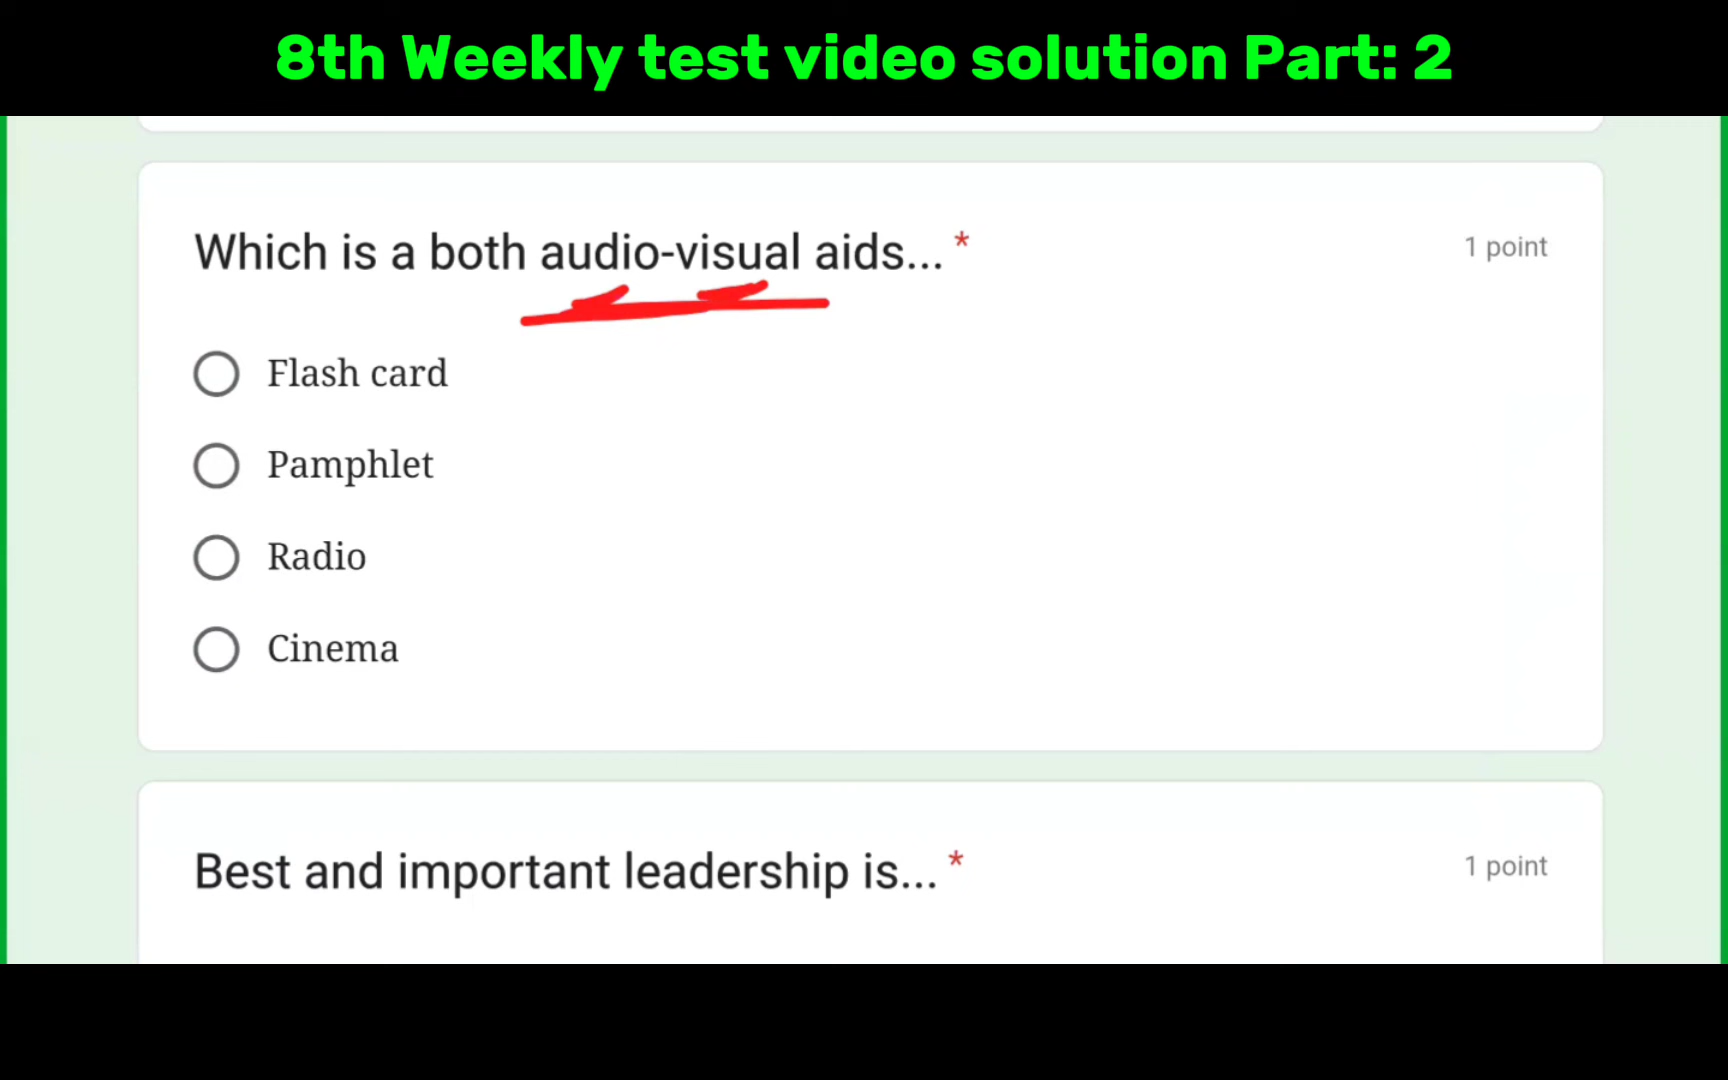 8th Weekly test video solution Part: 2
Which is a both audio-visual aids... *
1 point
Flash card
Pamphlet
Radio
Cinema
Best and important leadership is... *
1 point